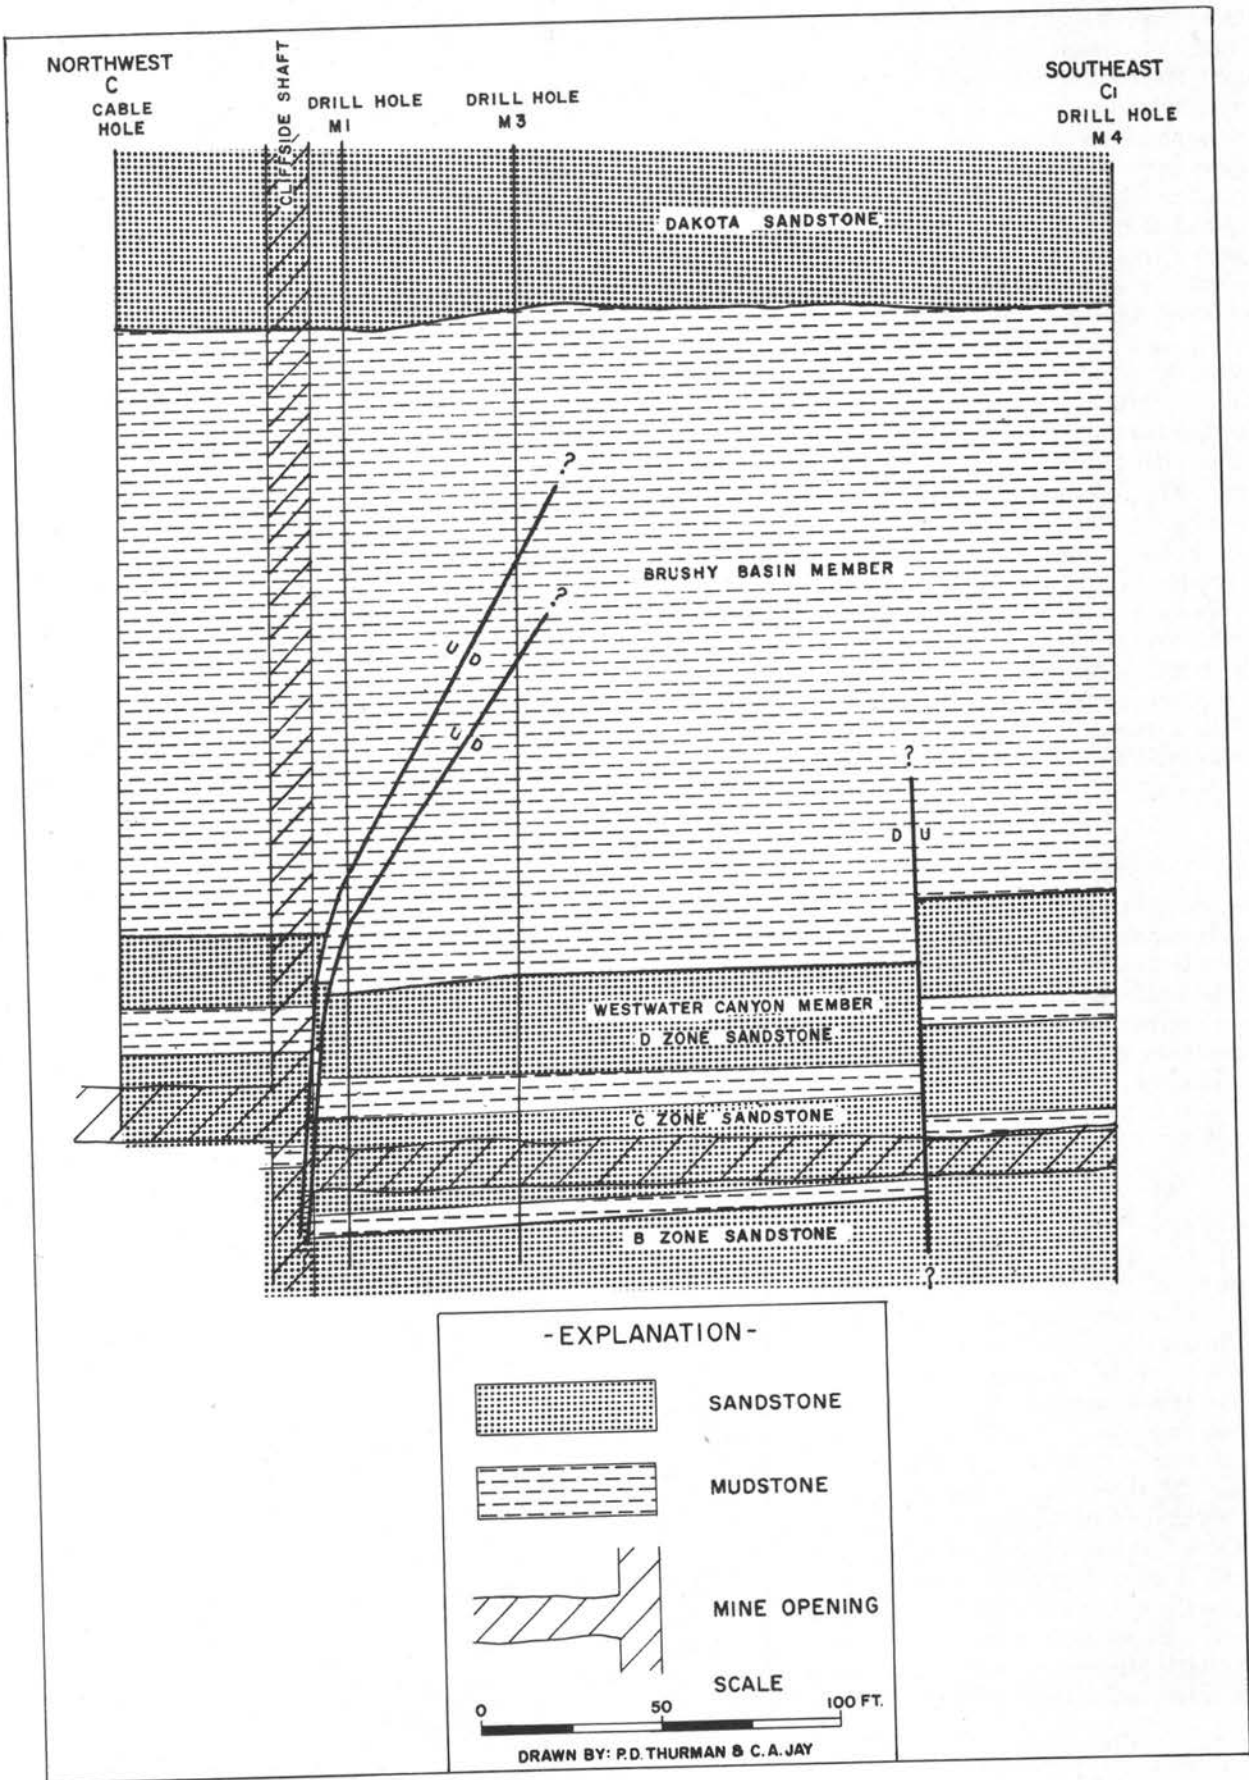 NORTHWEST
C
CABLE
HOLE
CLIFFSIDE SHAFT
DRILL HOLE
M1
DRILL HOLE
M3
SOUTHEAST
C1
DRILL HOLE
M4
DAKOTA SANDSTONE
?
BRUSHY BASIN MEMBER
?
U D
U D
?
D U
WESTWATER CANYON MEMBER
D ZONE SANDSTONE
C ZONE SANDSTONE
B ZONE SANDSTONE
?
-EXPLANATION-
SANDSTONE
MUDSTONE
MINE OPENING
SCALE
0 50 100 FT.
DRAWN BY: P.D. THURMAN & C.A. JAY